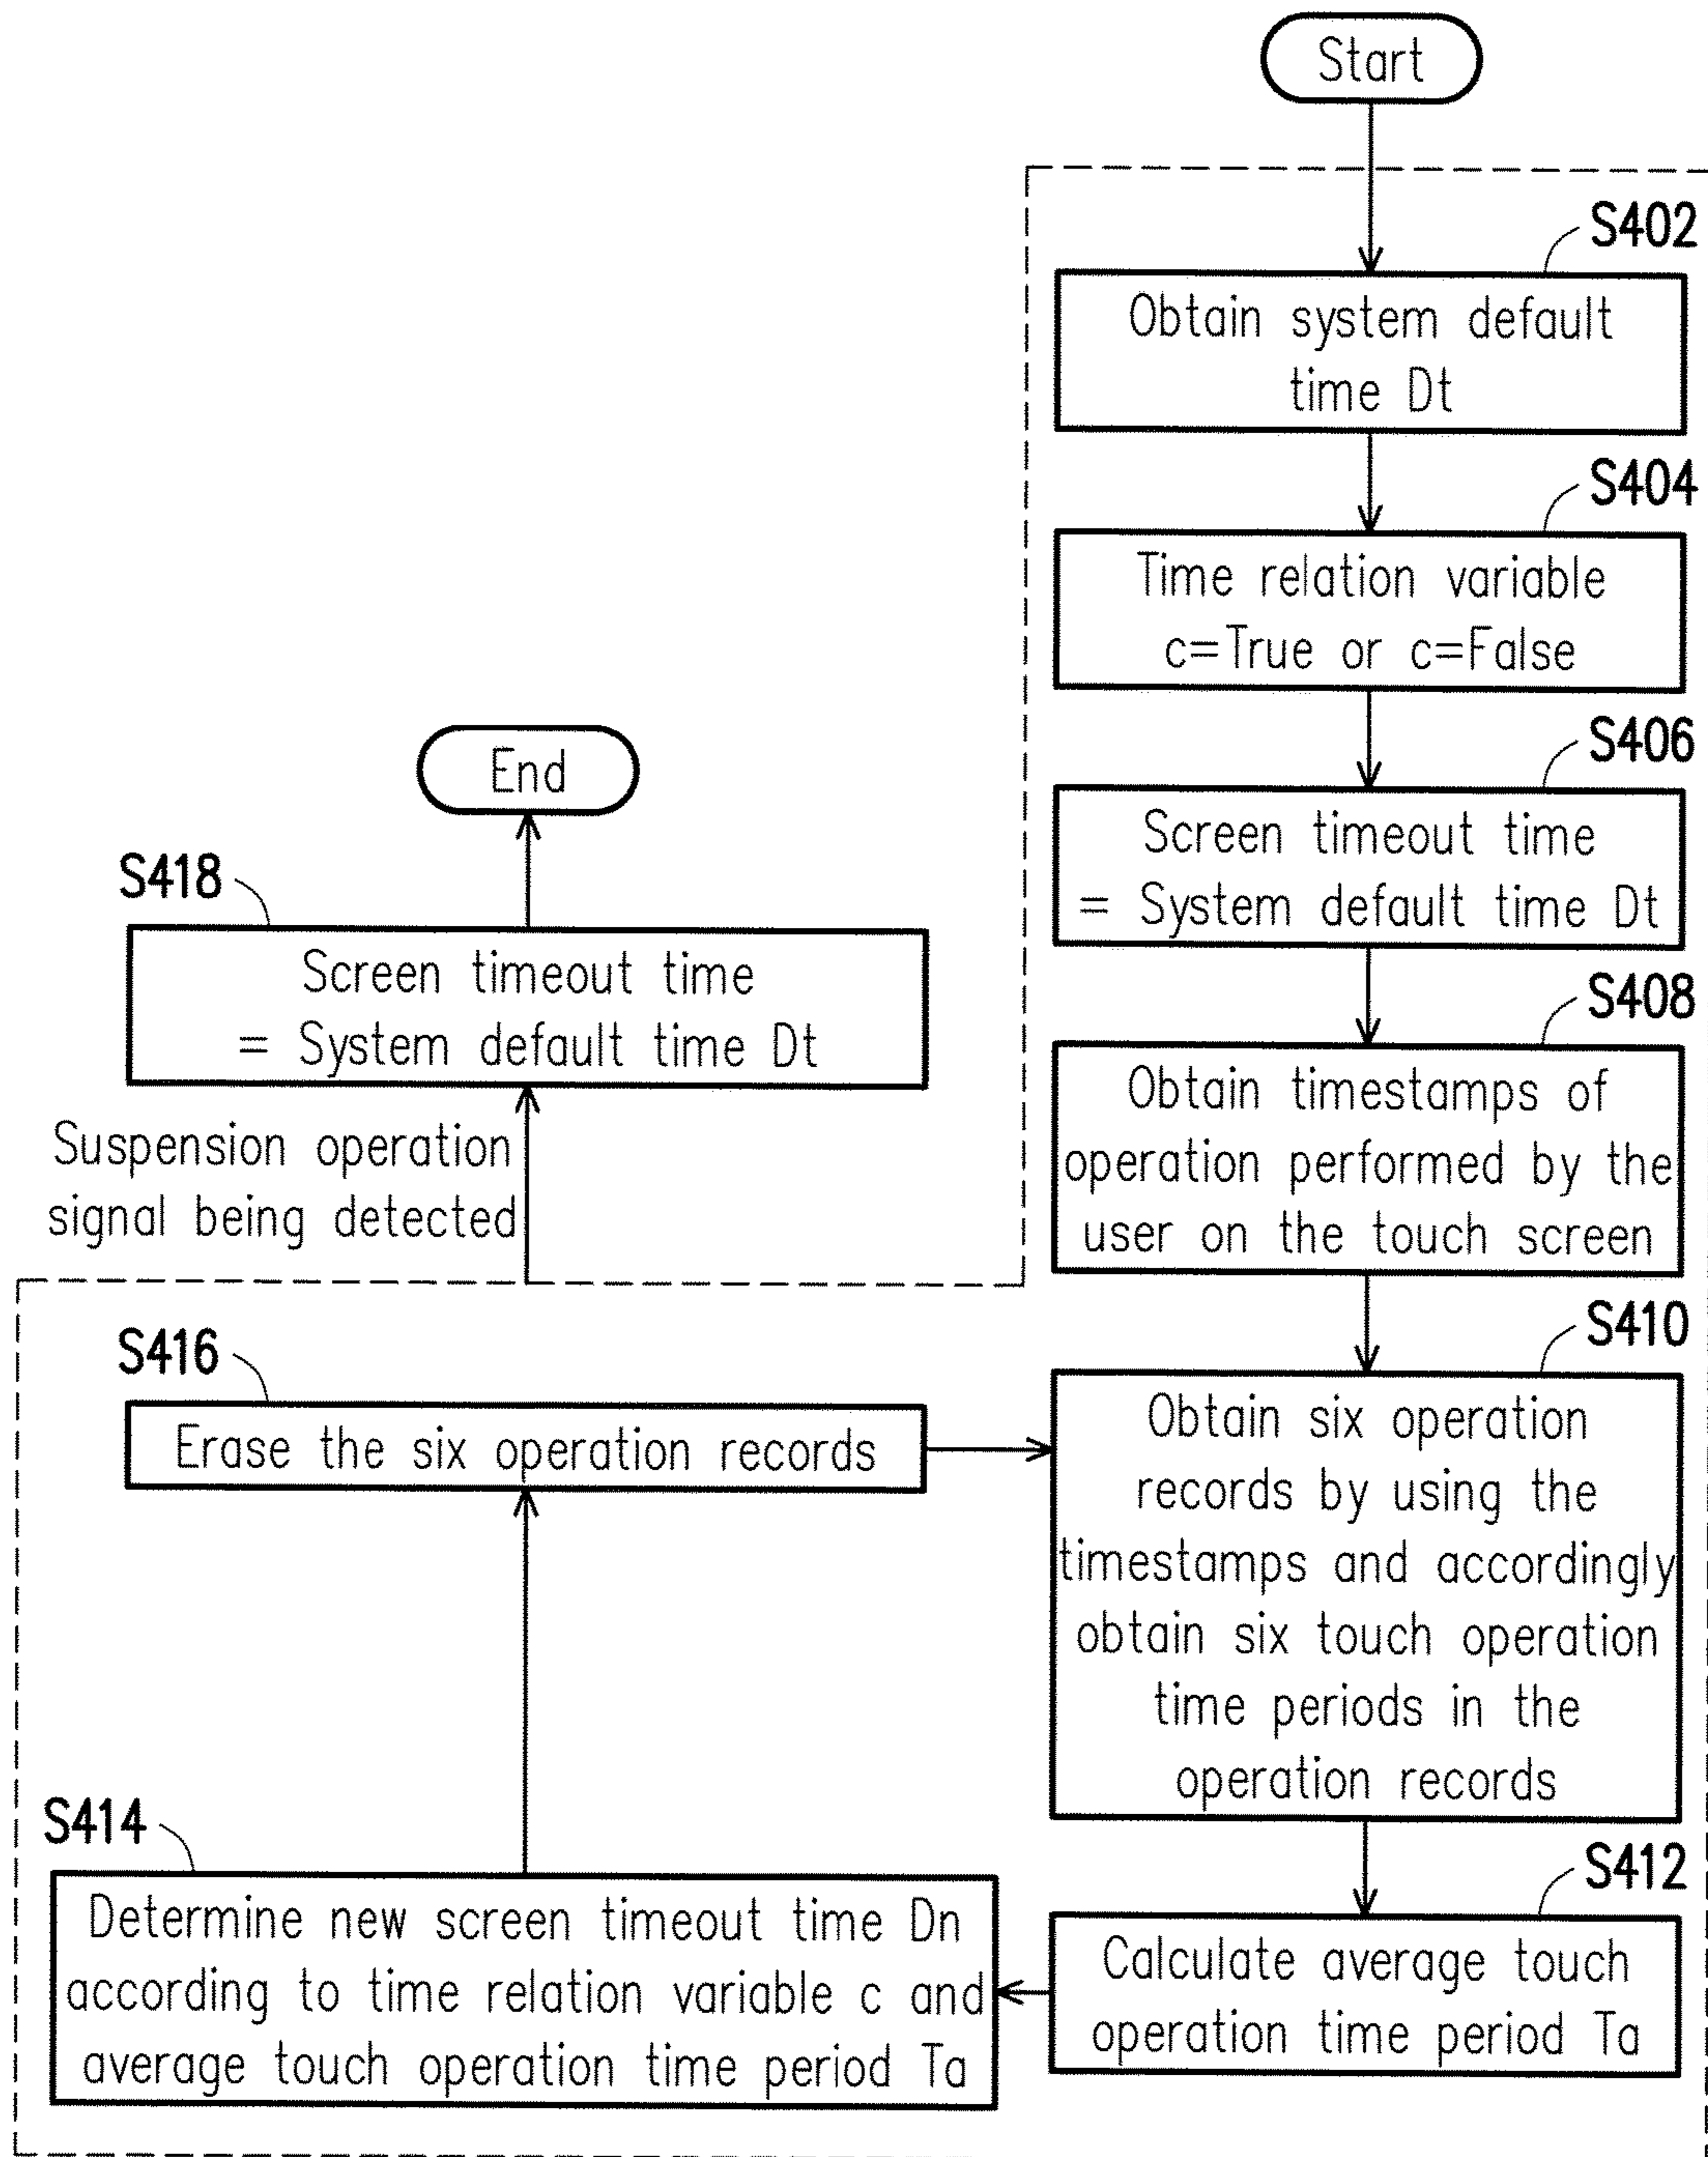 Start
S402
Obtain system default
time Dt
S404
Time relation variable
c=True or c=False
S406
Screen timeout time
= System default time Dt
S408
Obtain timestamps of
operation performed by the
user on the touch screen
S410
Obtain six operation
records by using the
timestamps and accordingly
obtain six touch operation
time periods in the
operation records
S412
Calculate average touch
operation time period Ta
S414
Determine new screen timeout time Dn
according to time relation variable c and
average touch operation time period Ta
S416
Erase the six operation records
Suspension operation
signal being detected
S418
Screen timeout time
= System default time Dt
End